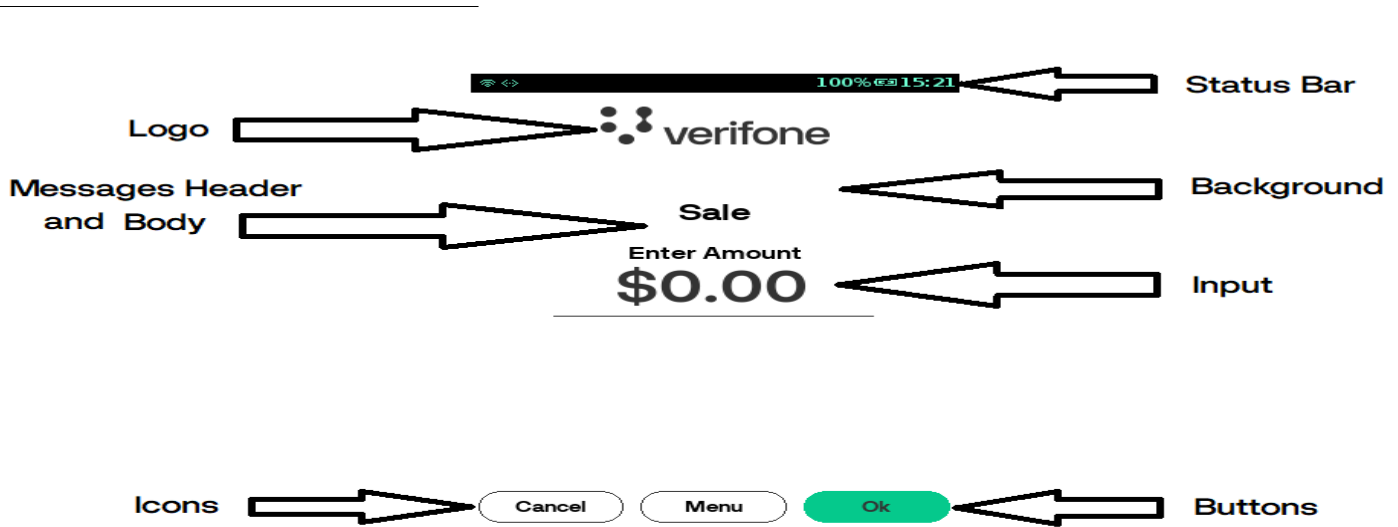 100% 15:21
Status Bar
Logo
verifone
Messages Header
and Body
Background
Sale
Enter Amount
$0.00
Input
Icons
Cancel
Menu
Ok
Buttons